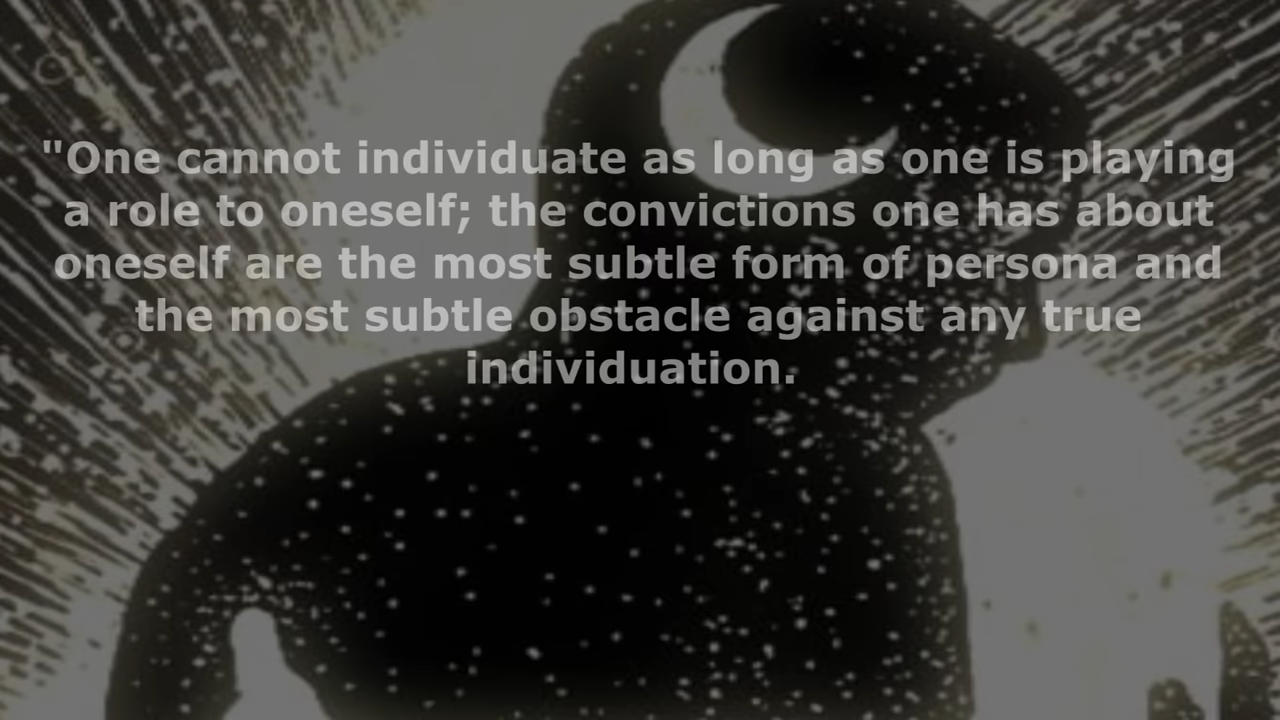 "One cannot individuate as long as one is playing
a role to oneself; the convictions one has about
oneself are the most subtle form of persona and
the most subtle obstacle against any true
individuation.